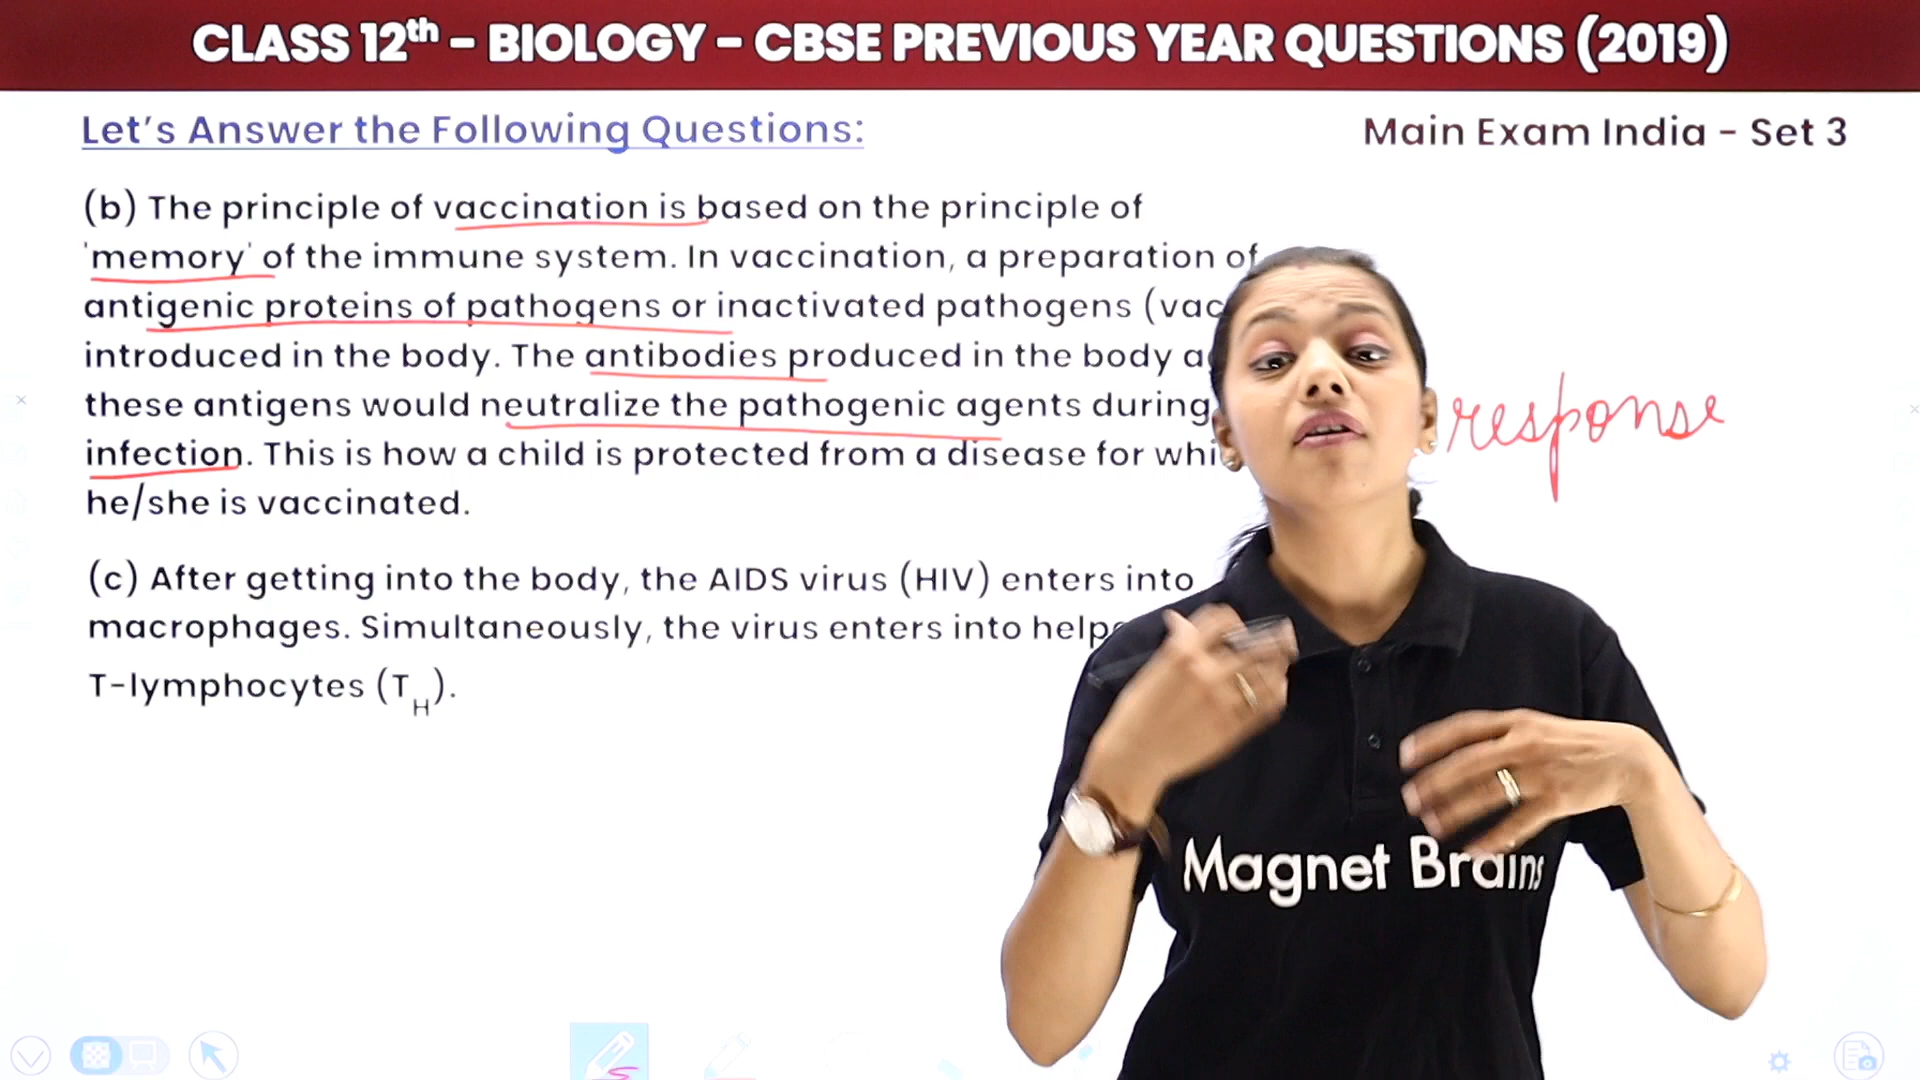 CLASS 12th - BIOLOGY - CBSE PREVIOUS YEAR QUESTIONS (2019)
Let's Answer the Following Questions:
Main Exam India - Set 3
(b) The principle of vaccination is based on the principle of
'memory' of the immune system. In vaccination, a preparation of
antigenic proteins of pathogens or inactivated pathogens (vac
introduced in the body. The antibodies produced in the body
these antigens would neutralize the pathogenic agents during
infection. This is how a child is protected from a disease for whi
he/she is vaccinated.
response
(c) After getting into the body, the AIDS virus (HIV) enters into
macrophages. Simultaneously, the virus enters into helpe
T-lymphocytes (TH).
Magnet Brains